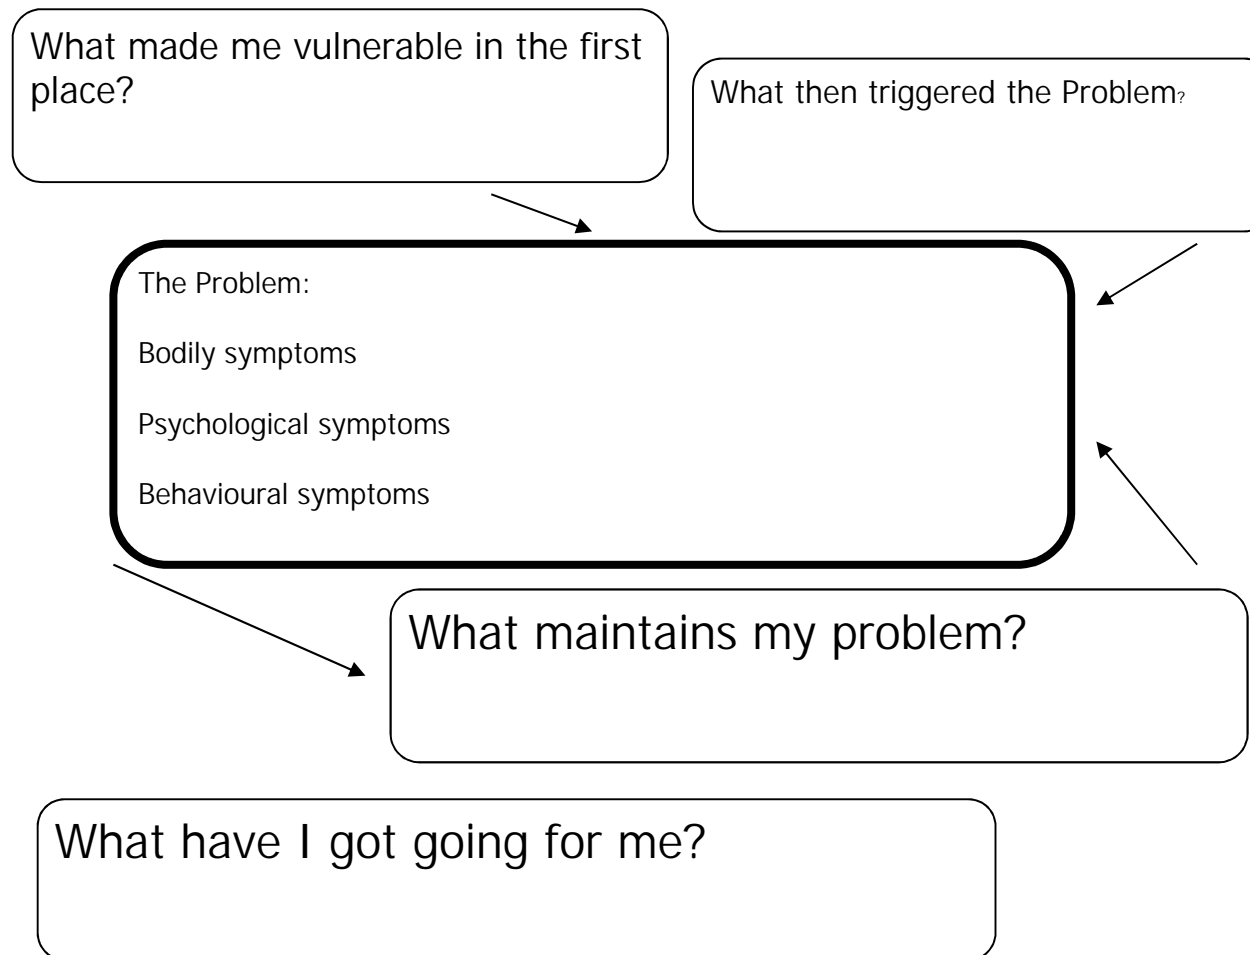 What made me vulnerable in the first
place?
What then triggered the Problem?
The Problem:
Bodily symptoms
Psychological symptoms
Behavioural symptoms
What maintains my problem?
What have I got going for me?